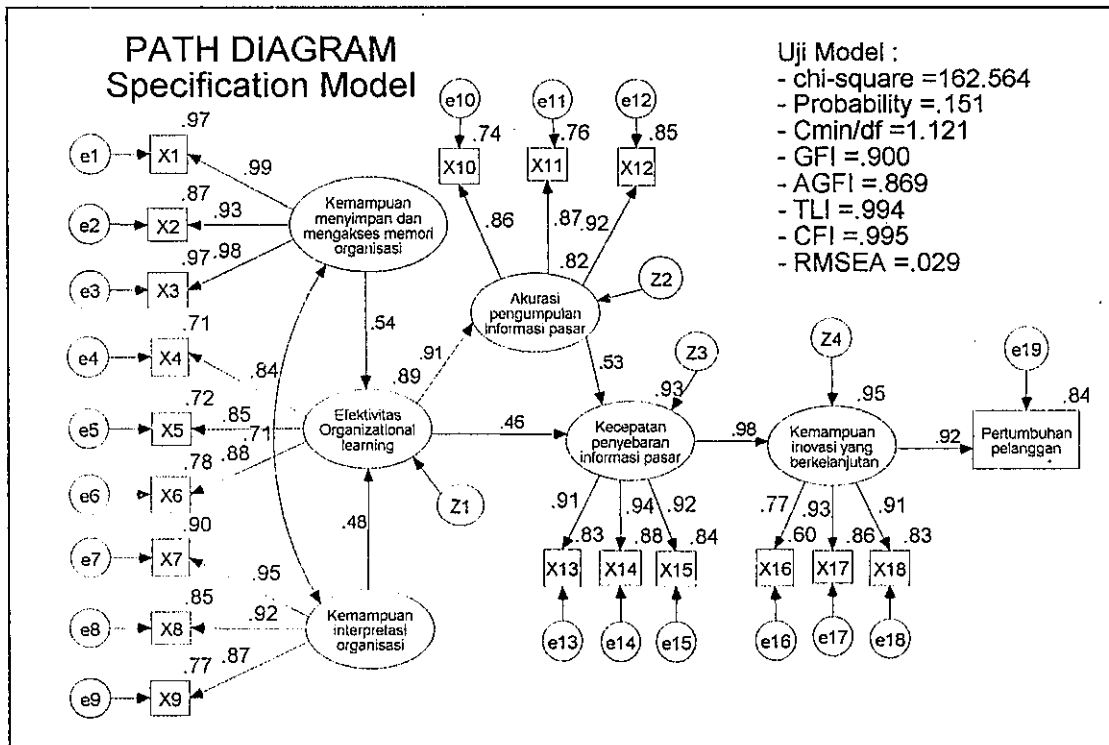 PATH DIAGRAM
Specification Model
Uji Model :
- chi-square =162.564
- Probability =.151
- Cmin/df =1.121
- GFI =.900
- AGFI =.869
- TLI =.994
- CFI =.995
- RMSEA =.029
e10
e11
e12
.74
.76
.85
X10
X11
X12
.86
.87
.92
.82
.97
e1
X1
.99
.87
e2
X2
.93
.97
.98
e3
X3
Kemampuan
menyimpan dan
mengakses memori
organisasi
.71
e4
X4
.84
.54
.72
e5
X5
.85
.71
.78
.88
e6
X6
.90
e7
X7
.95
.85
e8
X8
.92
.77
.87
e9
X9
.89
Efektivitas
Organizational
learning
Z1
.48
Kemampuan
interpretasi
organisasi
.91
Akurasi
pengumpulan
informasi pasar
Z2
.53
.46
Z3
.93
Kecepatan
penyebaran
informasi pasar
.98
Z4
.95
Kemampuan
inovasi yang
berkelanjutan
.92
e19
.84
Pertumbuhan
pelanggan
.91
.94
.92
.83
.88
.84
X13
X14
X15
e13
e14
e15
.77
.93
.91
.60
.86
.83
X16
X17
X18
e16
e17
e18